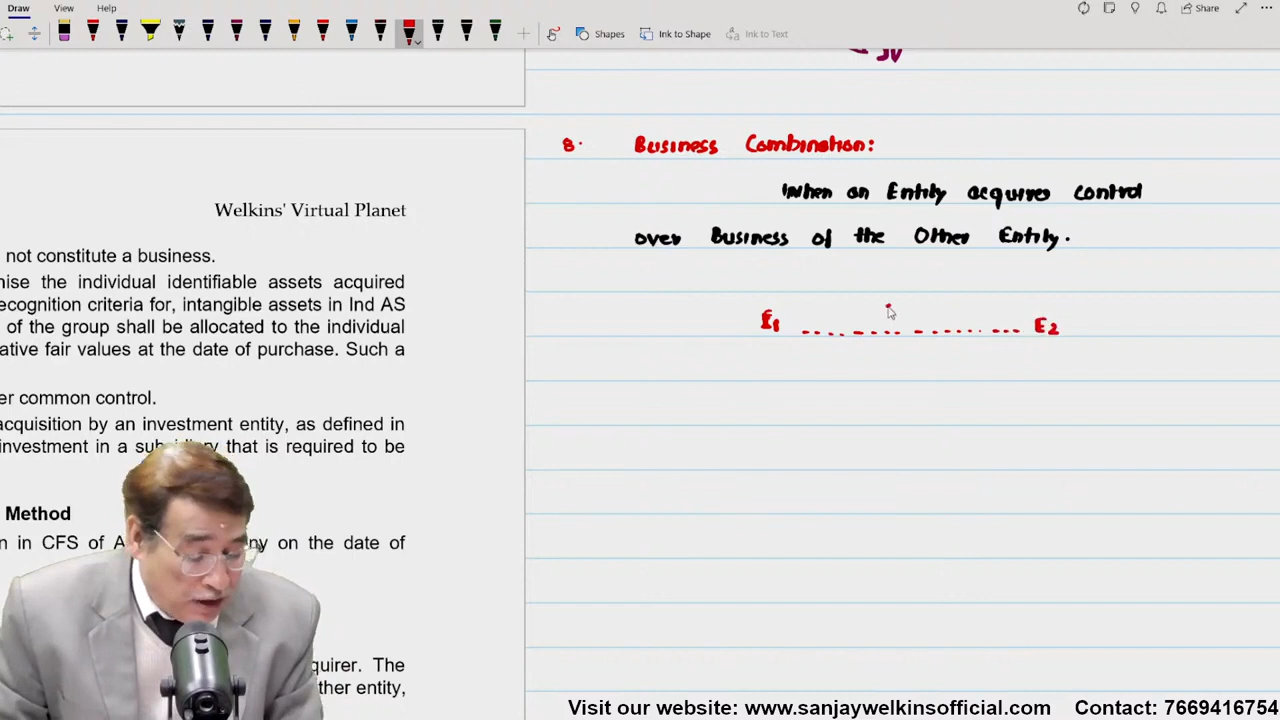 Draw View Help
Share
Shapes Ink to Shape Ink to Text
Welkins' Virtual Planet
not constitute a business.
nise the individual identifiable assets acquired
ecognition criteria for, intangible assets in Ind AS
of the group shall be allocated to the individual
ative fair values at the date of purchase. Such a
er common control.
acquisition by an investment entity, as defined in
investment in a subsidiary that is required to be
Method
n in CFS of A ny on the date of
quirer. The
ther entity,
8. Business Combination:
When an Entity acquires control
over Business of the Other Entity.
E1 E2
Visit our website: www.sanjaywelkinsofficial.com Contact: 7669416754